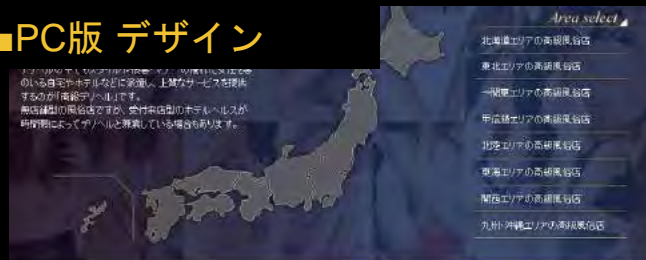 ■PC版 デザイン
のいる自宅やホテルなどに派遣し、上質なサービスを提供
するのが「高級デリヘル」です。
無店舗型の風俗店ですが、受付来店型のホテルヘルスが
時間帯によってデリヘルと兼業している場合もあります。
Area select
北海道エリアの高級風俗店
東北エリアの高級風俗店
一関東エリアの高級風俗店
甲信越エリアの高級風俗店
北陸エリアの高級風俗店
東海エリアの高級風俗店
関西エリアの高級風俗店
九州・沖縄エリアの高級風俗店